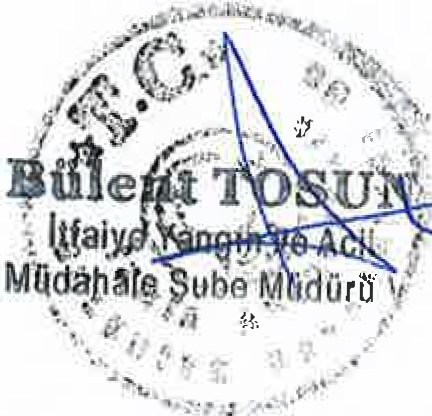 T.C.
Bülent TOSUN
İtfaiye Yangın ve Acil
Müdahale Şube Müdürü V